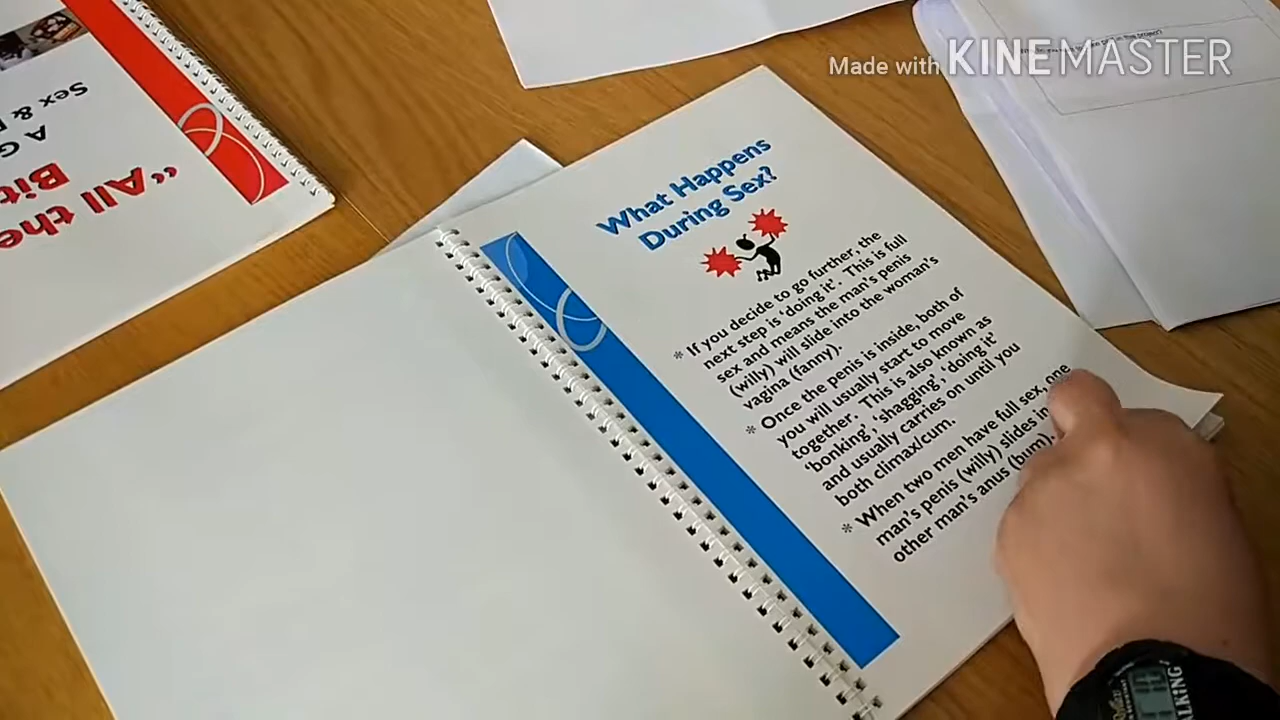 Made with KINEMASTER
"All the
Bit
A G
Sex &
What Happens
During Sex?
* If you decide to go further, the
next step is 'doing it'. This is full
sex and means the man's penis
(willy) will slide into the woman's
vagina (fanny).
* Once the penis is inside, both of
you will usually start to move
together. This is also known as
'bonking', 'shagging', 'doing it'
and usually carries on until you
both climax/cum.
* When two men have full sex, one
man's penis (willy) slides in
other man's anus (bum).
ALKING